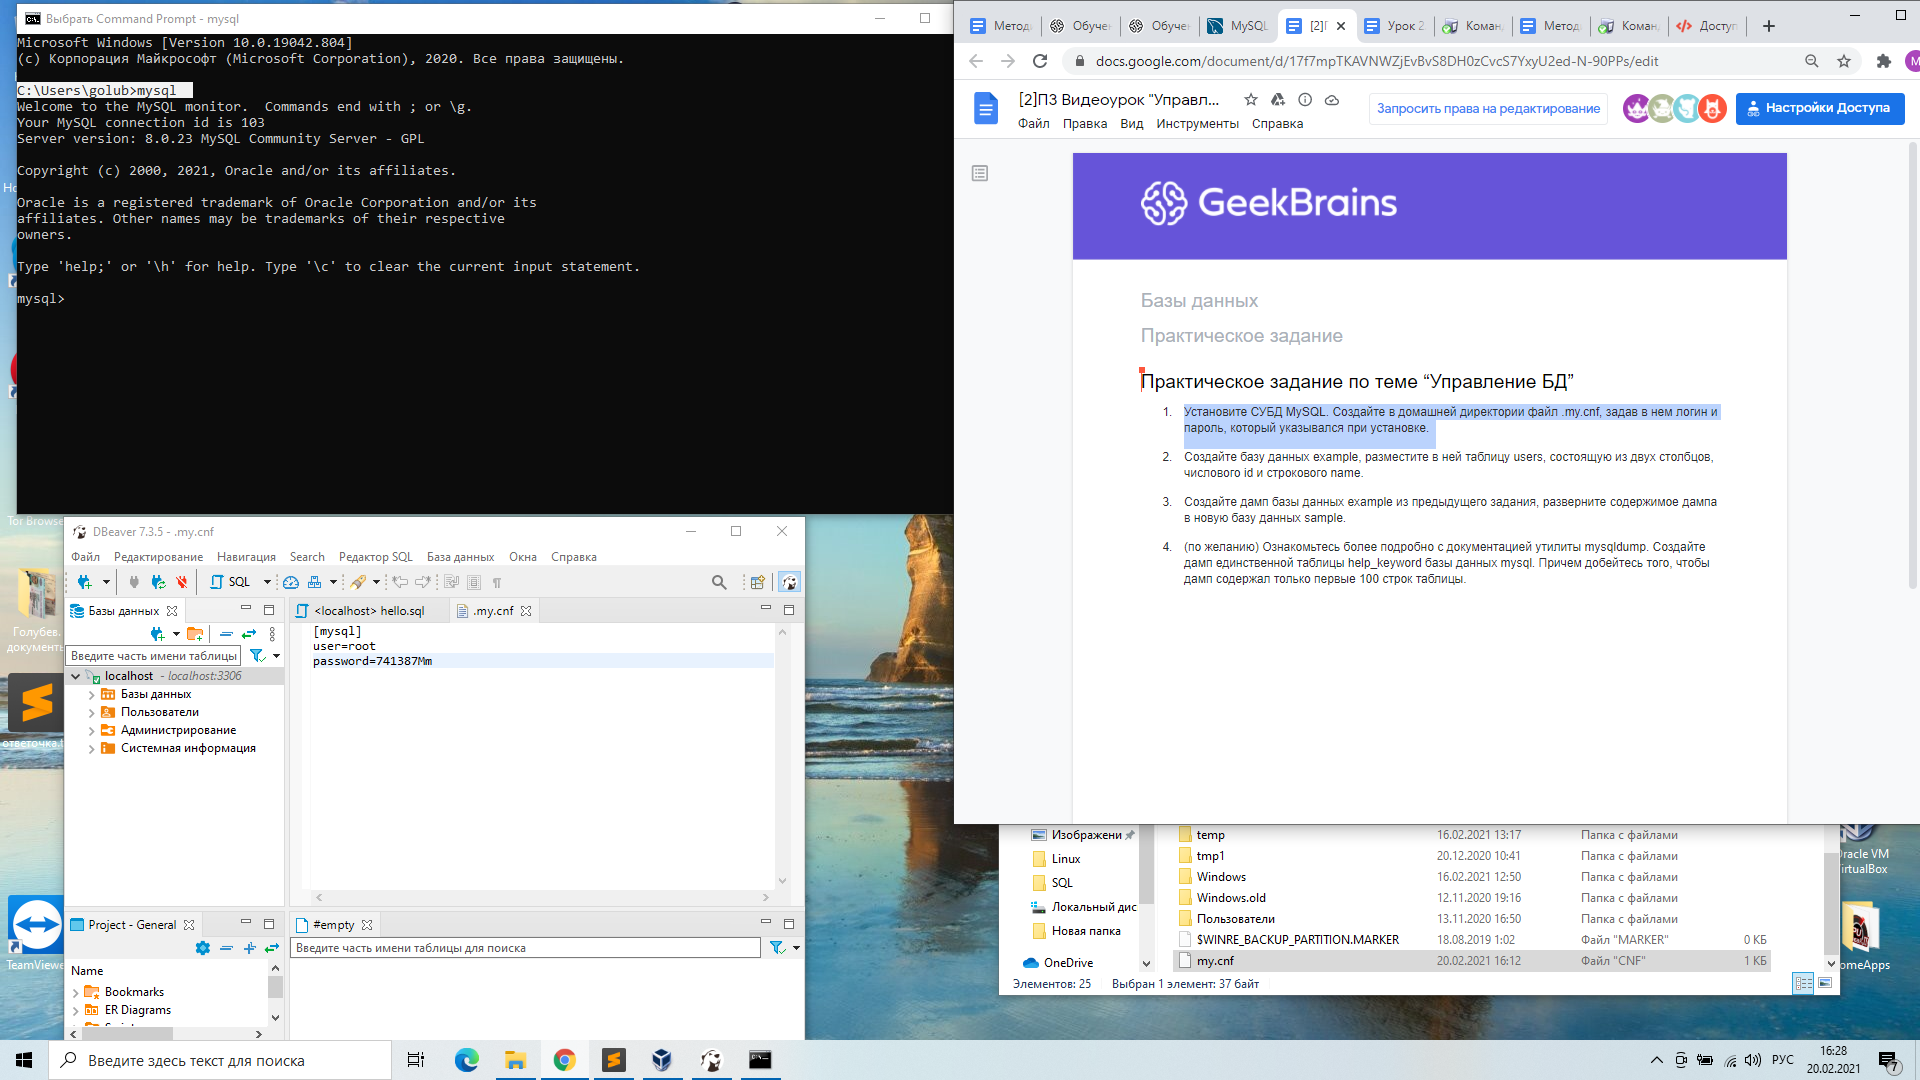 Выбрать Command Prompt - mysql
Microsoft Windows [Version 10.0.19042.804]
(c) Корпорация Майкрософт (Microsoft Corporation), 2020. Все права защищены.
C:\Users\golub>mysql
Welcome to the MySQL monitor.  Commands end with ; or \g.
Your MySQL connection id is 103
Server version: 8.0.23 MySQL Community Server - GPL
Copyright (c) 2000, 2021, Oracle and/or its affiliates.
Oracle is a registered trademark of Oracle Corporation and/or its
affiliates. Other names may be trademarks of their respective
owners.
Type 'help;' or '\h' for help. Type '\c' to clear the current input statement.
mysql>
Методи Обучен Обучен MySQL [2]П Урок 2 Коман Методи Коман Доступ
docs.google.com/document/d/17f7mpTKAVNWZjEvBvS8DH0zCvcS7YxyU2ed-N-90PPs/edit
[2]ПЗ Видеоурок "Управл...
Файл Правка Вид Инструменты Справка
Запросить права на редактирование
Настройки Доступа
GeekBrains
Базы данных
Практическое задание
Практическое задание по теме “Управление БД”
1. Установите СУБД MySQL. Создайте в домашней директории файл .my.cnf, задав в нем логин и
пароль, который указывался при установке.
2. Создайте базу данных example, разместите в ней таблицу users, состоящую из двух столбцов,
числового id и строкового name.
3. Создайте дамп базы данных example из предыдущего задания, разверните содержимое дампа
в новую базу данных sample.
4. (по желанию) Ознакомьтесь более подробно с документацией утилиты mysqldump. Создайте
дамп единственной таблицы help_keyword базы данных mysql. Причем добейтесь того, чтобы
дамп содержал только первые 100 строк таблицы.
Tor Browse
Голубев.
документь
TeamViewe
DBeaver 7.3.5 - .my.cnf
Файл Редактирование Навигация Search Редактор SQL База данных Окна Справка
SQL
Базы данных
<localhost> hello.sql
.my.cnf
Введите часть имени таблицы
localhost - localhost:3306
Базы данных
Пользователи
Администрирование
Системная информация
[mysql]
user=root
password=741387Mm
Project - General
Name
Bookmarks
ER Diagrams
#empty
Введите часть имени таблицы для поиска
Изображени
Linux
SQL
Локальный дис
Новая папка
OneDrive
temp 16.02.2021 13:17 Папка с файлами
tmp1 20.12.2020 10:41 Папка с файлами
Windows 16.02.2021 12:50 Папка с файлами
Windows.old 12.11.2020 19:16 Папка с файлами
Пользователи 13.11.2020 16:50 Папка с файлами
$WINRE_BACKUP_PARTITION.MARKER 18.08.2019 1:02 Файл "MARKER" 0 КБ
my.cnf 20.02.2021 16:12 Файл "CNF" 1 КБ
Элементов: 25 Выбран 1 элемент: 37 байт
Oracle VM
VirtualBox
omeApps
Введите здесь текст для поиска
РУС
16:28
20.02.2021
7